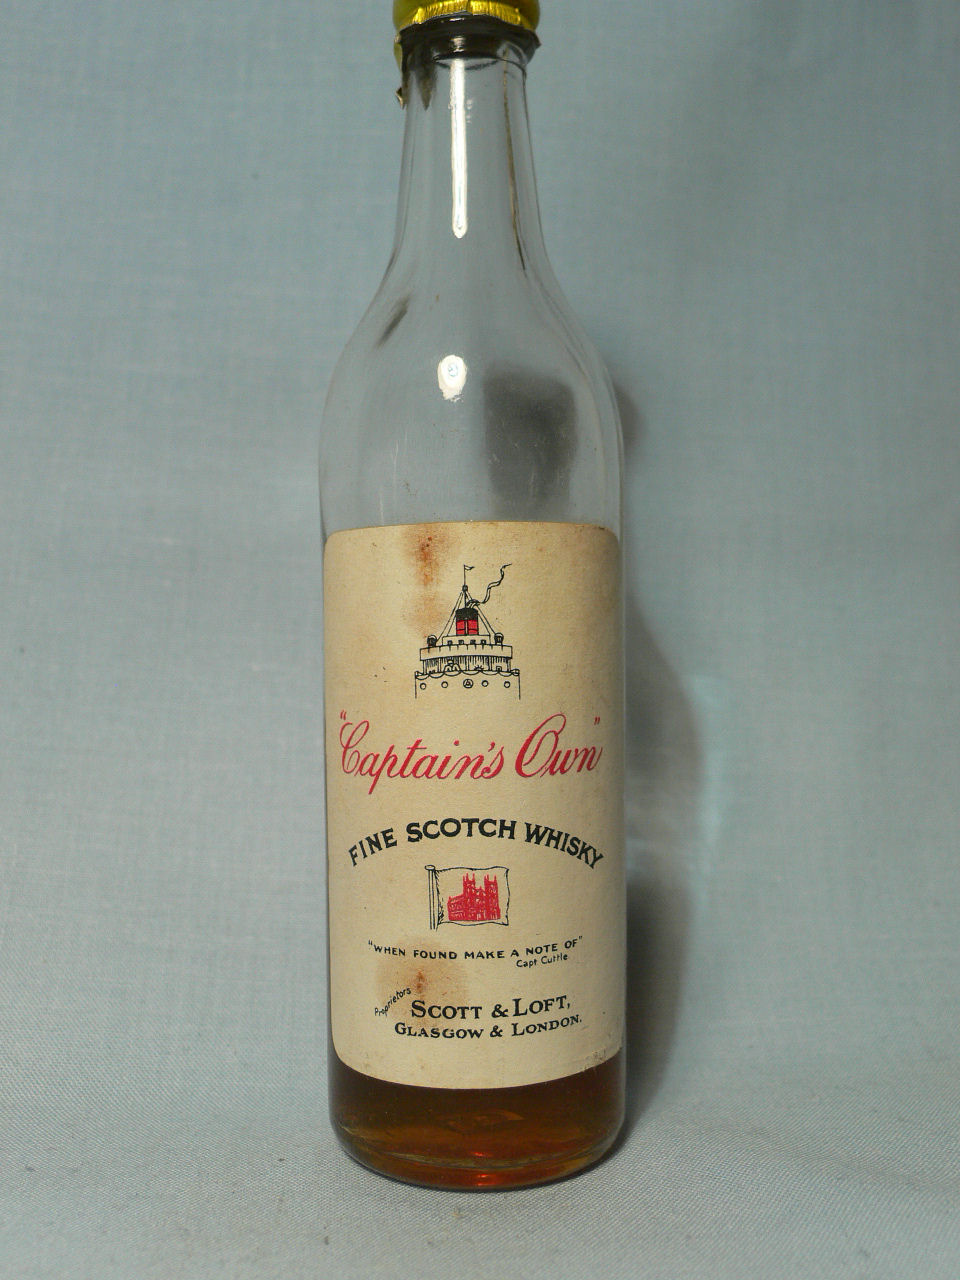 "Captain's Own"
FINE SCOTCH WHISKY
"WHEN FOUND MAKE A NOTE OF"
Capt Cuttle.
Proprietors
SCOTT & LOFT,
GLASGOW & LONDON.